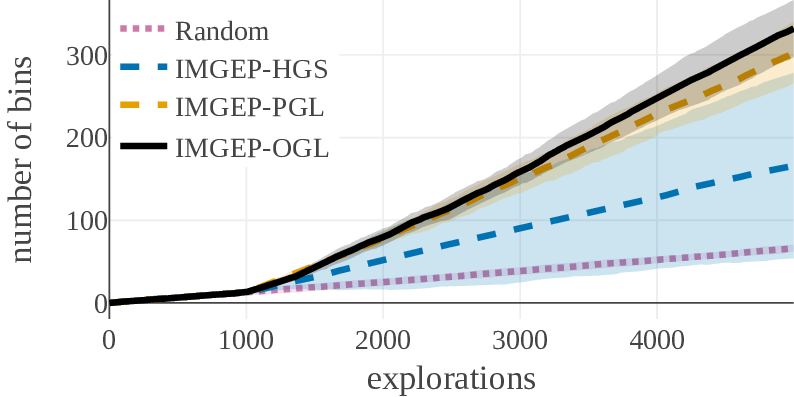 number of bins
300
200
100
0
Random
IMGEP-HGS
IMGEP-PGL
IMGEP-OGL
0 1000 2000 3000 4000
explorations